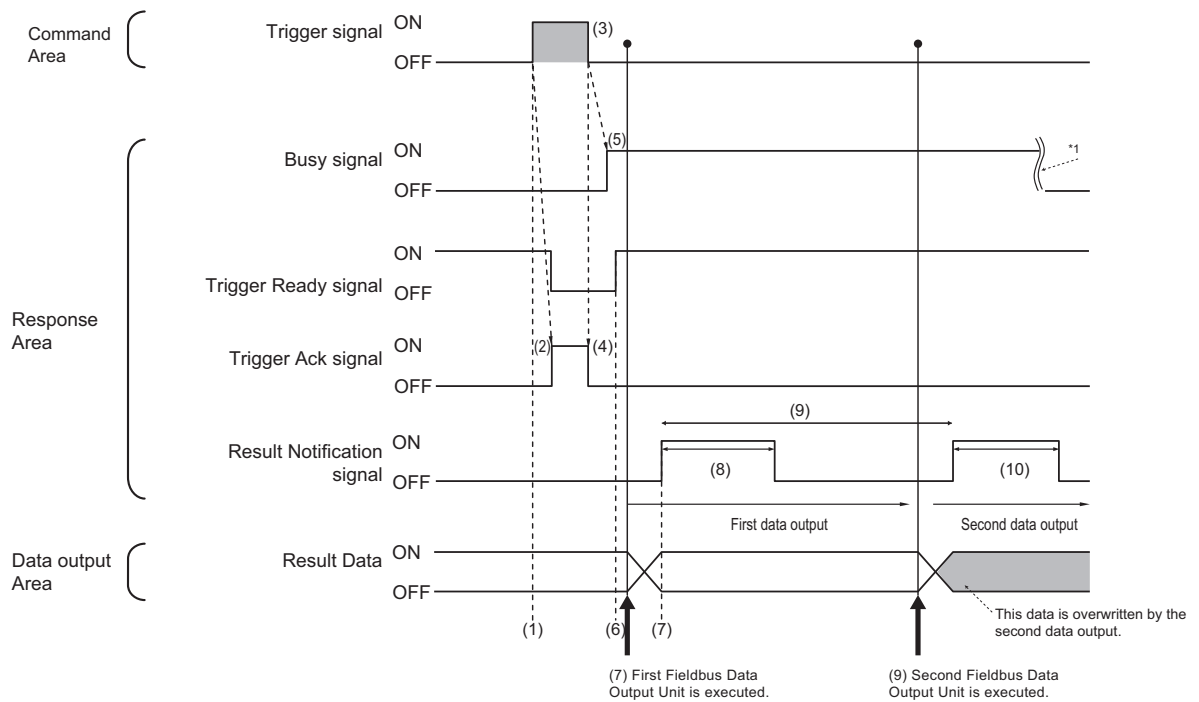 Command
Area
Trigger signal
ON
OFF
(3)
Response
Area
Busy signal
ON
OFF
(5)
*1
Trigger Ready signal
ON
OFF
Trigger Ack signal
ON
OFF
(2)
(4)
Result Notification
signal
ON
OFF
(9)
(8)
(10)
First data output
Second data output
Data output
Area
Result Data
ON
OFF
This data is overwritten by the
second data output.
(1)
(6)
(7)
(7) First Fieldbus Data
Output Unit is executed.
(9) Second Fieldbus Data
Output Unit is executed.